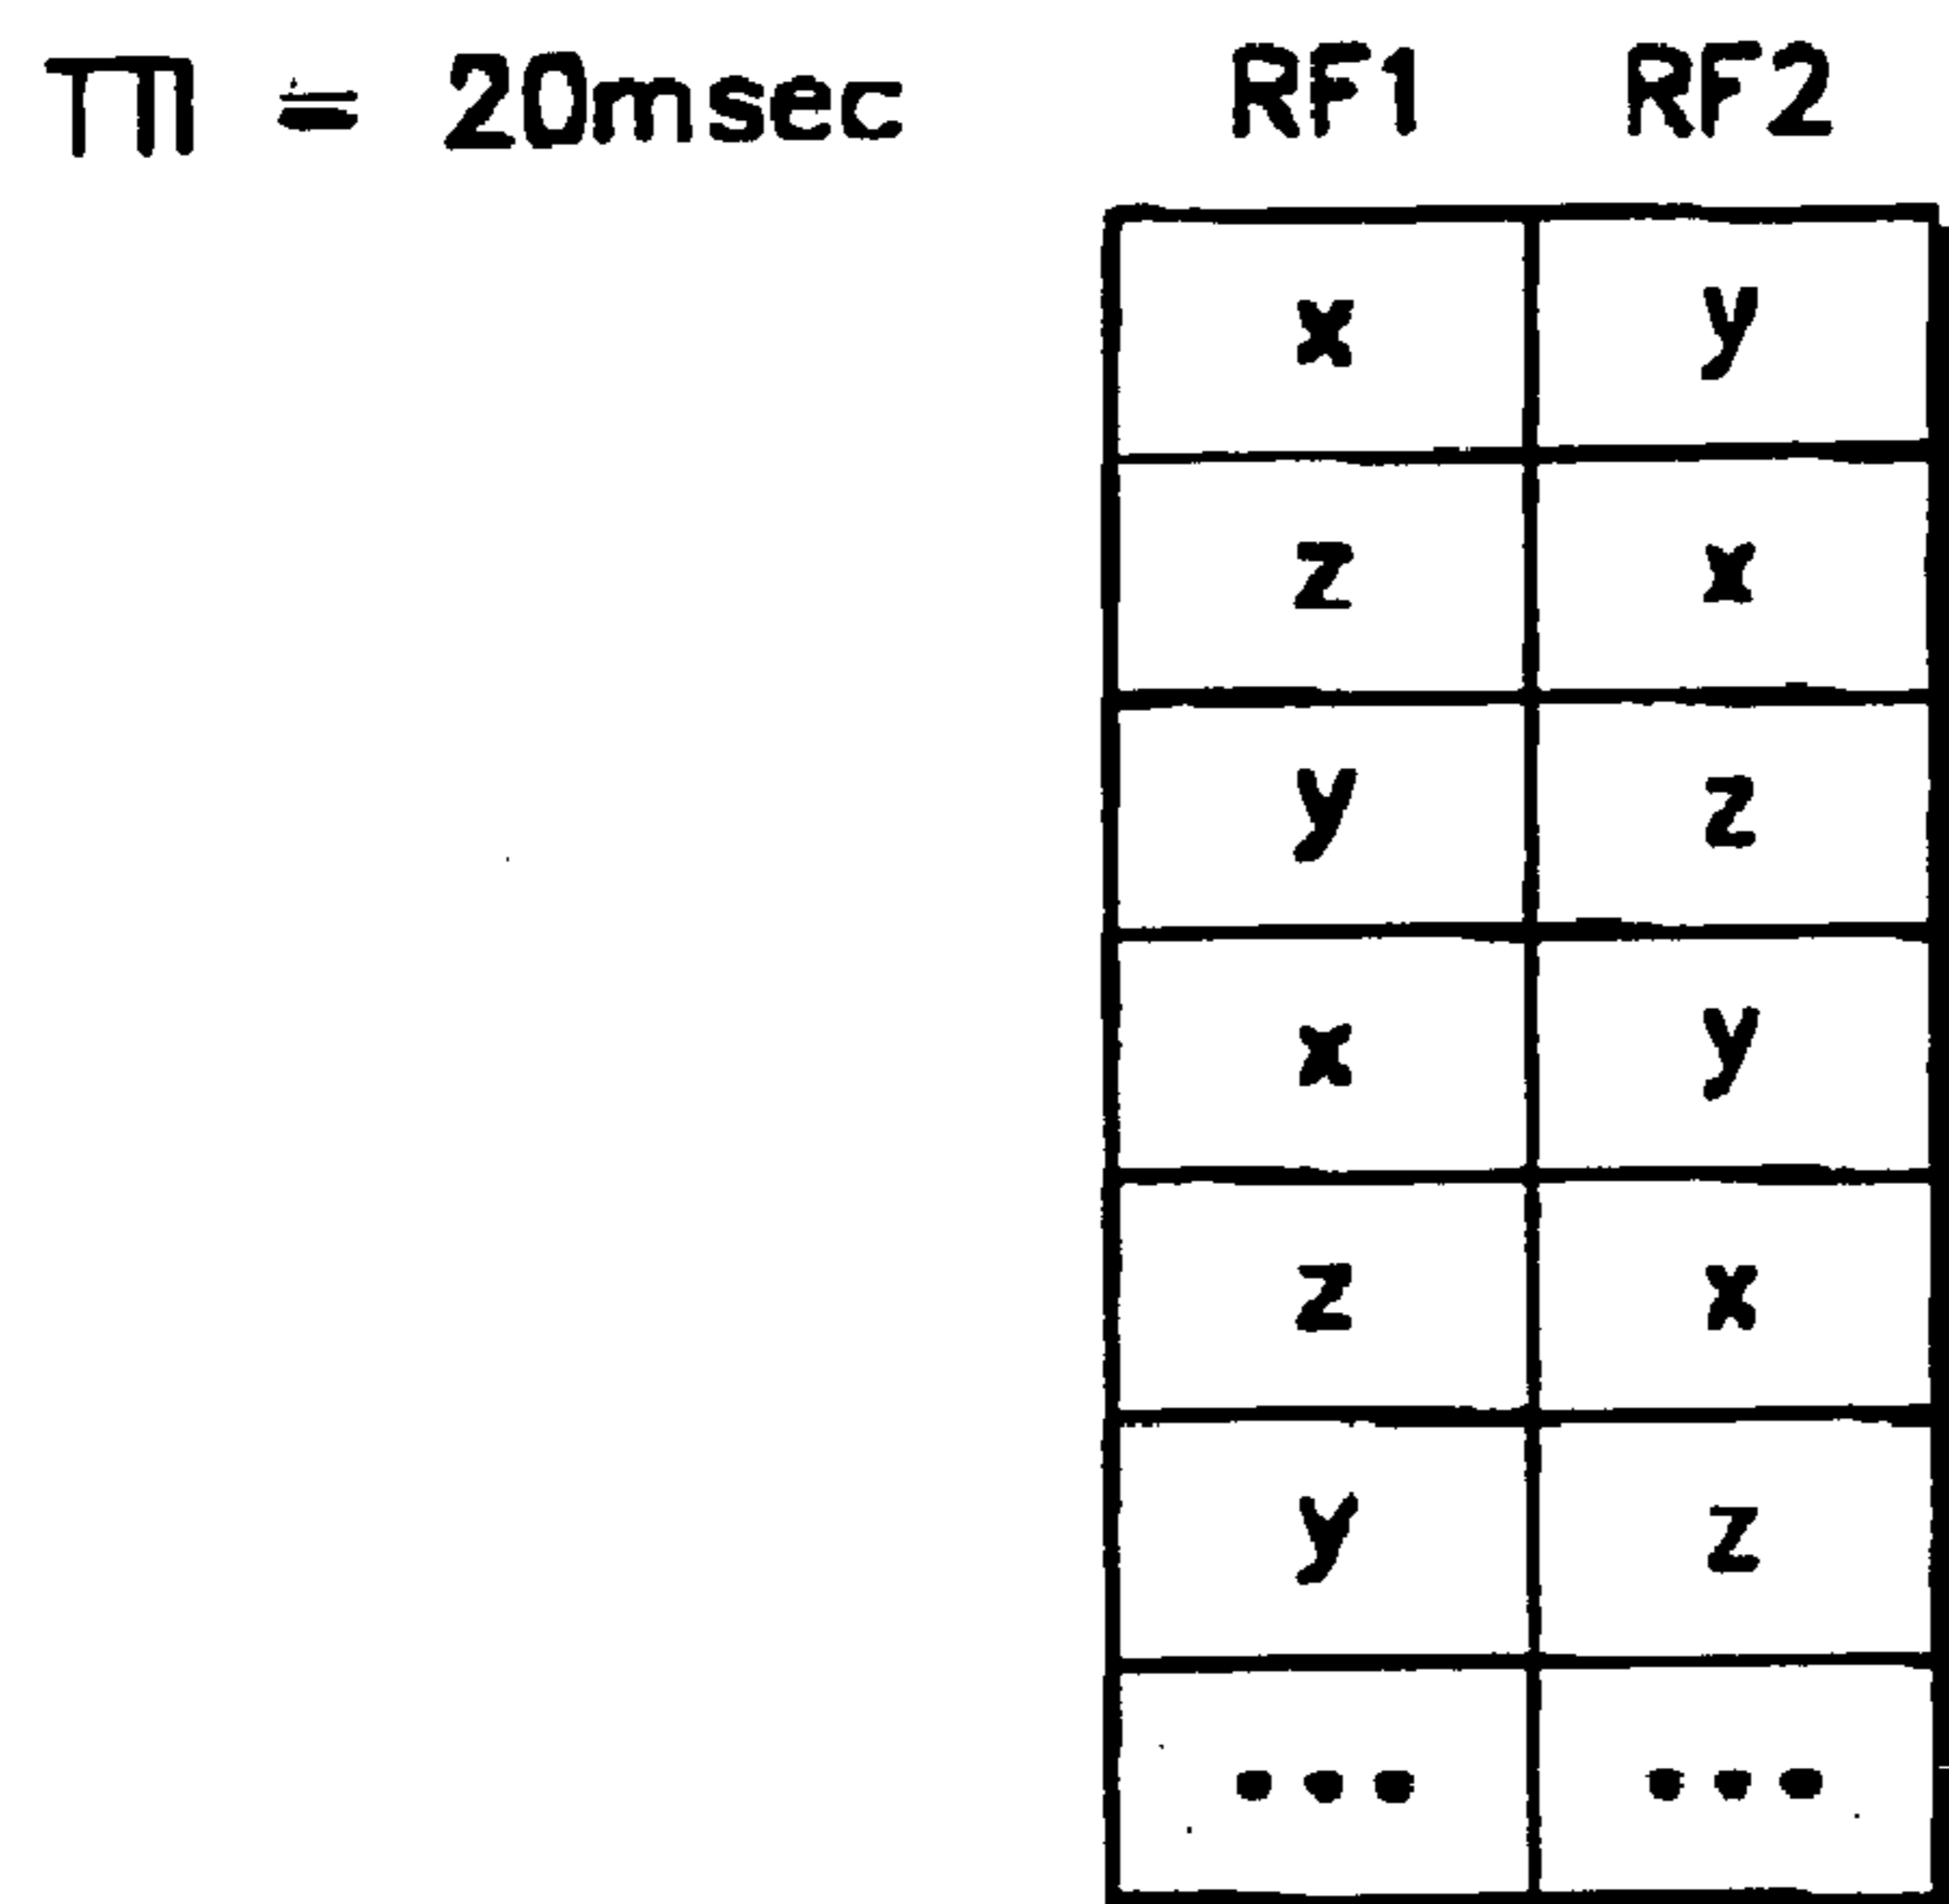 TTI = 20msec RF1 RF2
x y
z x
y z
x y
z x
y z
... ...